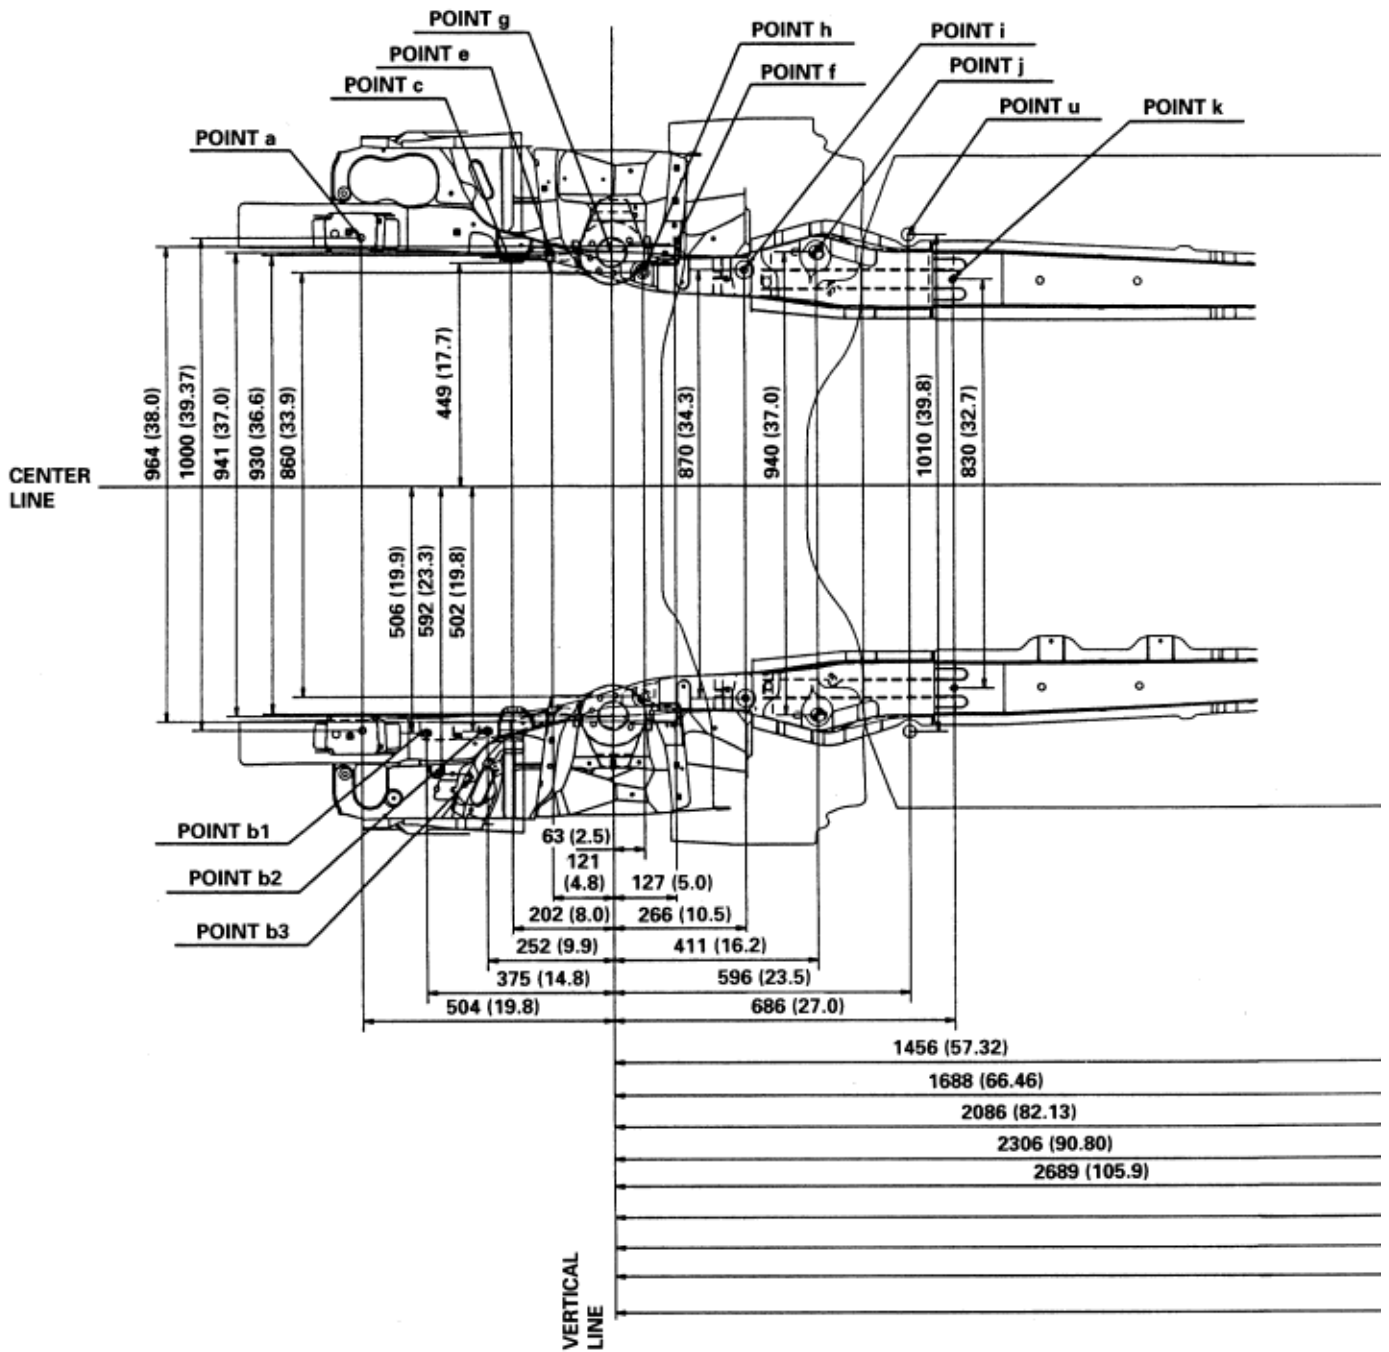 POINT g
POINT h
POINT i
POINT e
POINT f
POINT j
POINT c
POINT u
POINT k
POINT a
964 (38.0)
1000 (39.37)
941 (37.0)
930 (36.6)
860 (33.9)
449 (17.7)
870 (34.3)
940 (37.0)
1010 (39.8)
830 (32.7)
CENTER
LINE
506 (19.9)
592 (23.3)
502 (19.8)
POINT b1
POINT b2
POINT b3
63 (2.5)
121
(4.8)
127 (5.0)
202 (8.0)
266 (10.5)
252 (9.9)
411 (16.2)
375 (14.8)
596 (23.5)
504 (19.8)
686 (27.0)
1456 (57.32)
1688 (66.46)
2086 (82.13)
2306 (90.80)
2689 (105.9)
VERTICAL
LINE